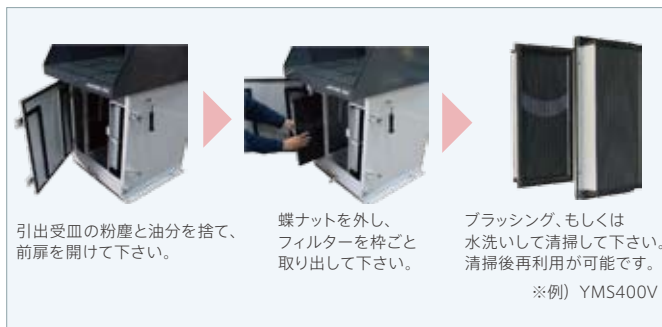 引出受皿の粉塵と油分を捨て、
前扉を開けて下さい。
蝶ナットを外し、
フィルターを枠ごと
取り出して下さい。
ブラッシング、もしくは
水洗いして清掃して下さい。
清掃後再利用が可能です。
※例）YMS400V